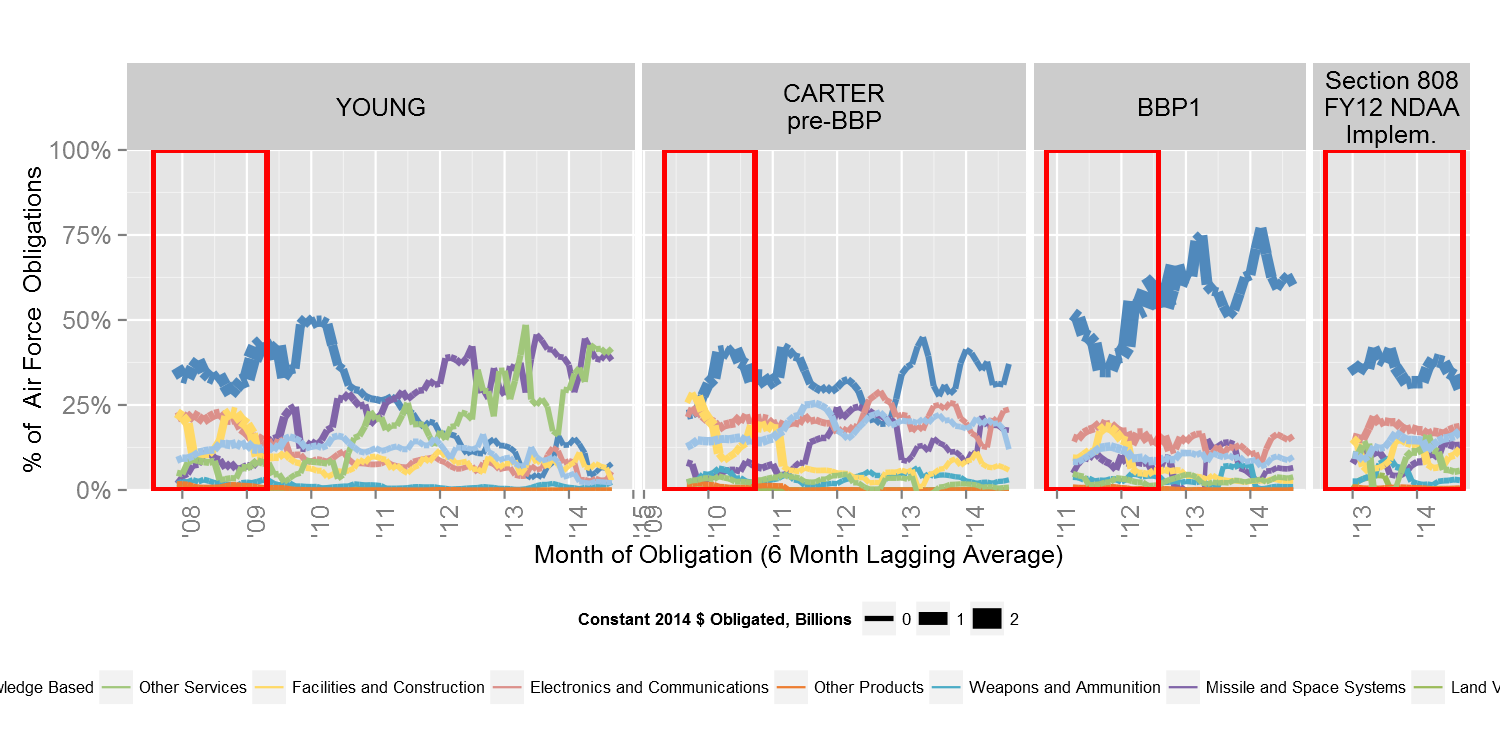 YOUNG
CARTER
pre-BBP
BBP1
Section 808
FY12 NDAA
Implem.
% of Air Force Obligations
100%
75%
50%
25%
0%
'08 '09 '10 '11 '12 '13 '14 '15
'09 '10 '11 '12 '13 '14
'11 '12 '13 '14
'13 '14
Month of Obligation (6 Month Lagging Average)
Constant 2014 $ Obligated, Billions 0 1 2
wledge Based Other Services Facilities and Construction Electronics and Communications Other Products Weapons and Ammunition Missile and Space Systems Land V